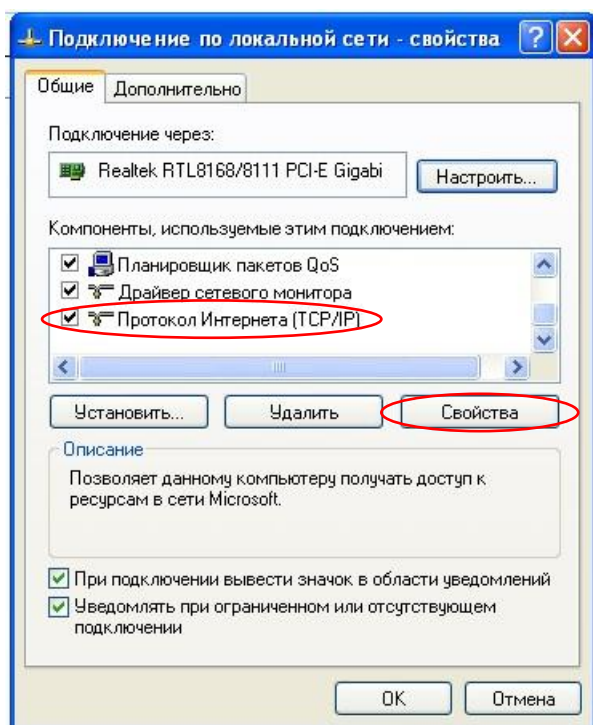 Подключение по локальной сети - свойства
Общие
Дополнительно
Подключение через:
Realtek RTL8168/8111 PCI-E Gigabi
Настроить...
Компоненты, используемые этим подключением:
Планировщик пакетов QoS
Драйвер сетевого монитора
Протокол Интернета (TCP/IP)
Установить...
Удалить
Свойства
Описание
Позволяет данному компьютеру получать доступ к
ресурсам в сети Microsoft.
При подключении вывести значок в области уведомлений
Уведомлять при ограниченном или отсутствующем
подключении
OK
Отмена